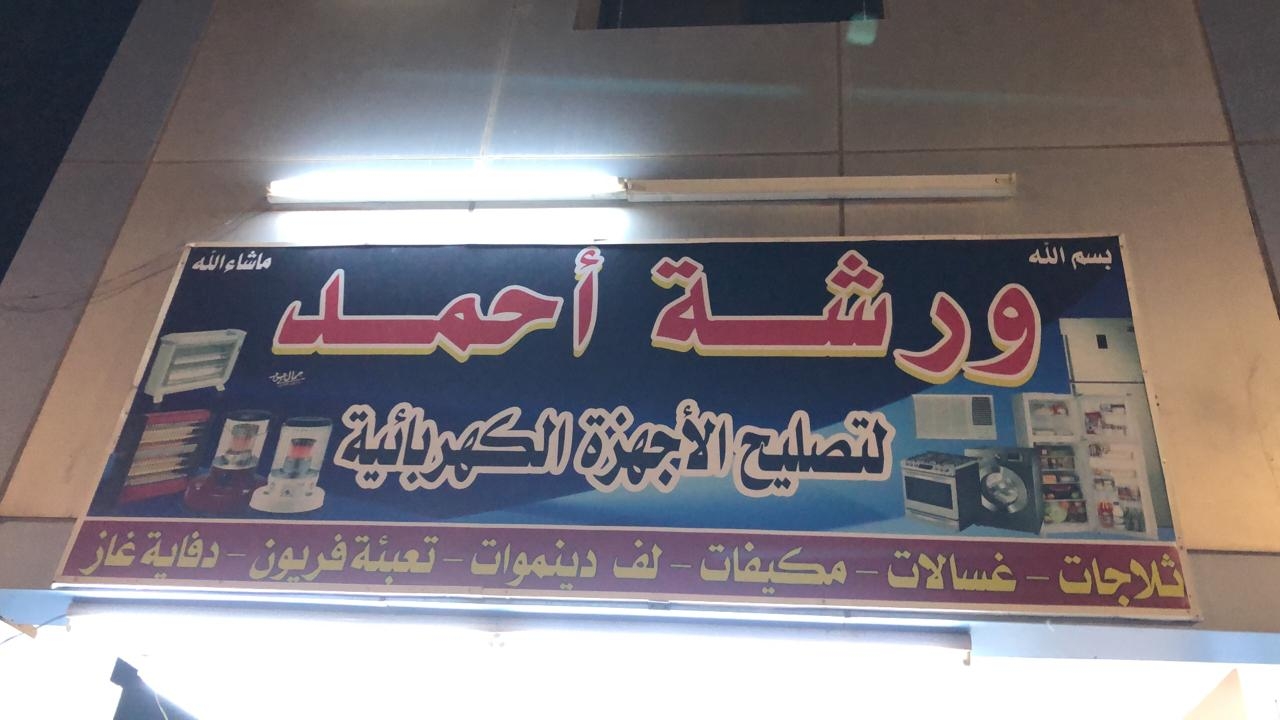 بسم الله
ماشاء الله
ورشة أحمد
لتصليح الأجهزة الكهربائية
ثلاجات - غسالات - مكيفات - لف دينموات - تعبئة فريون - دفاية غاز